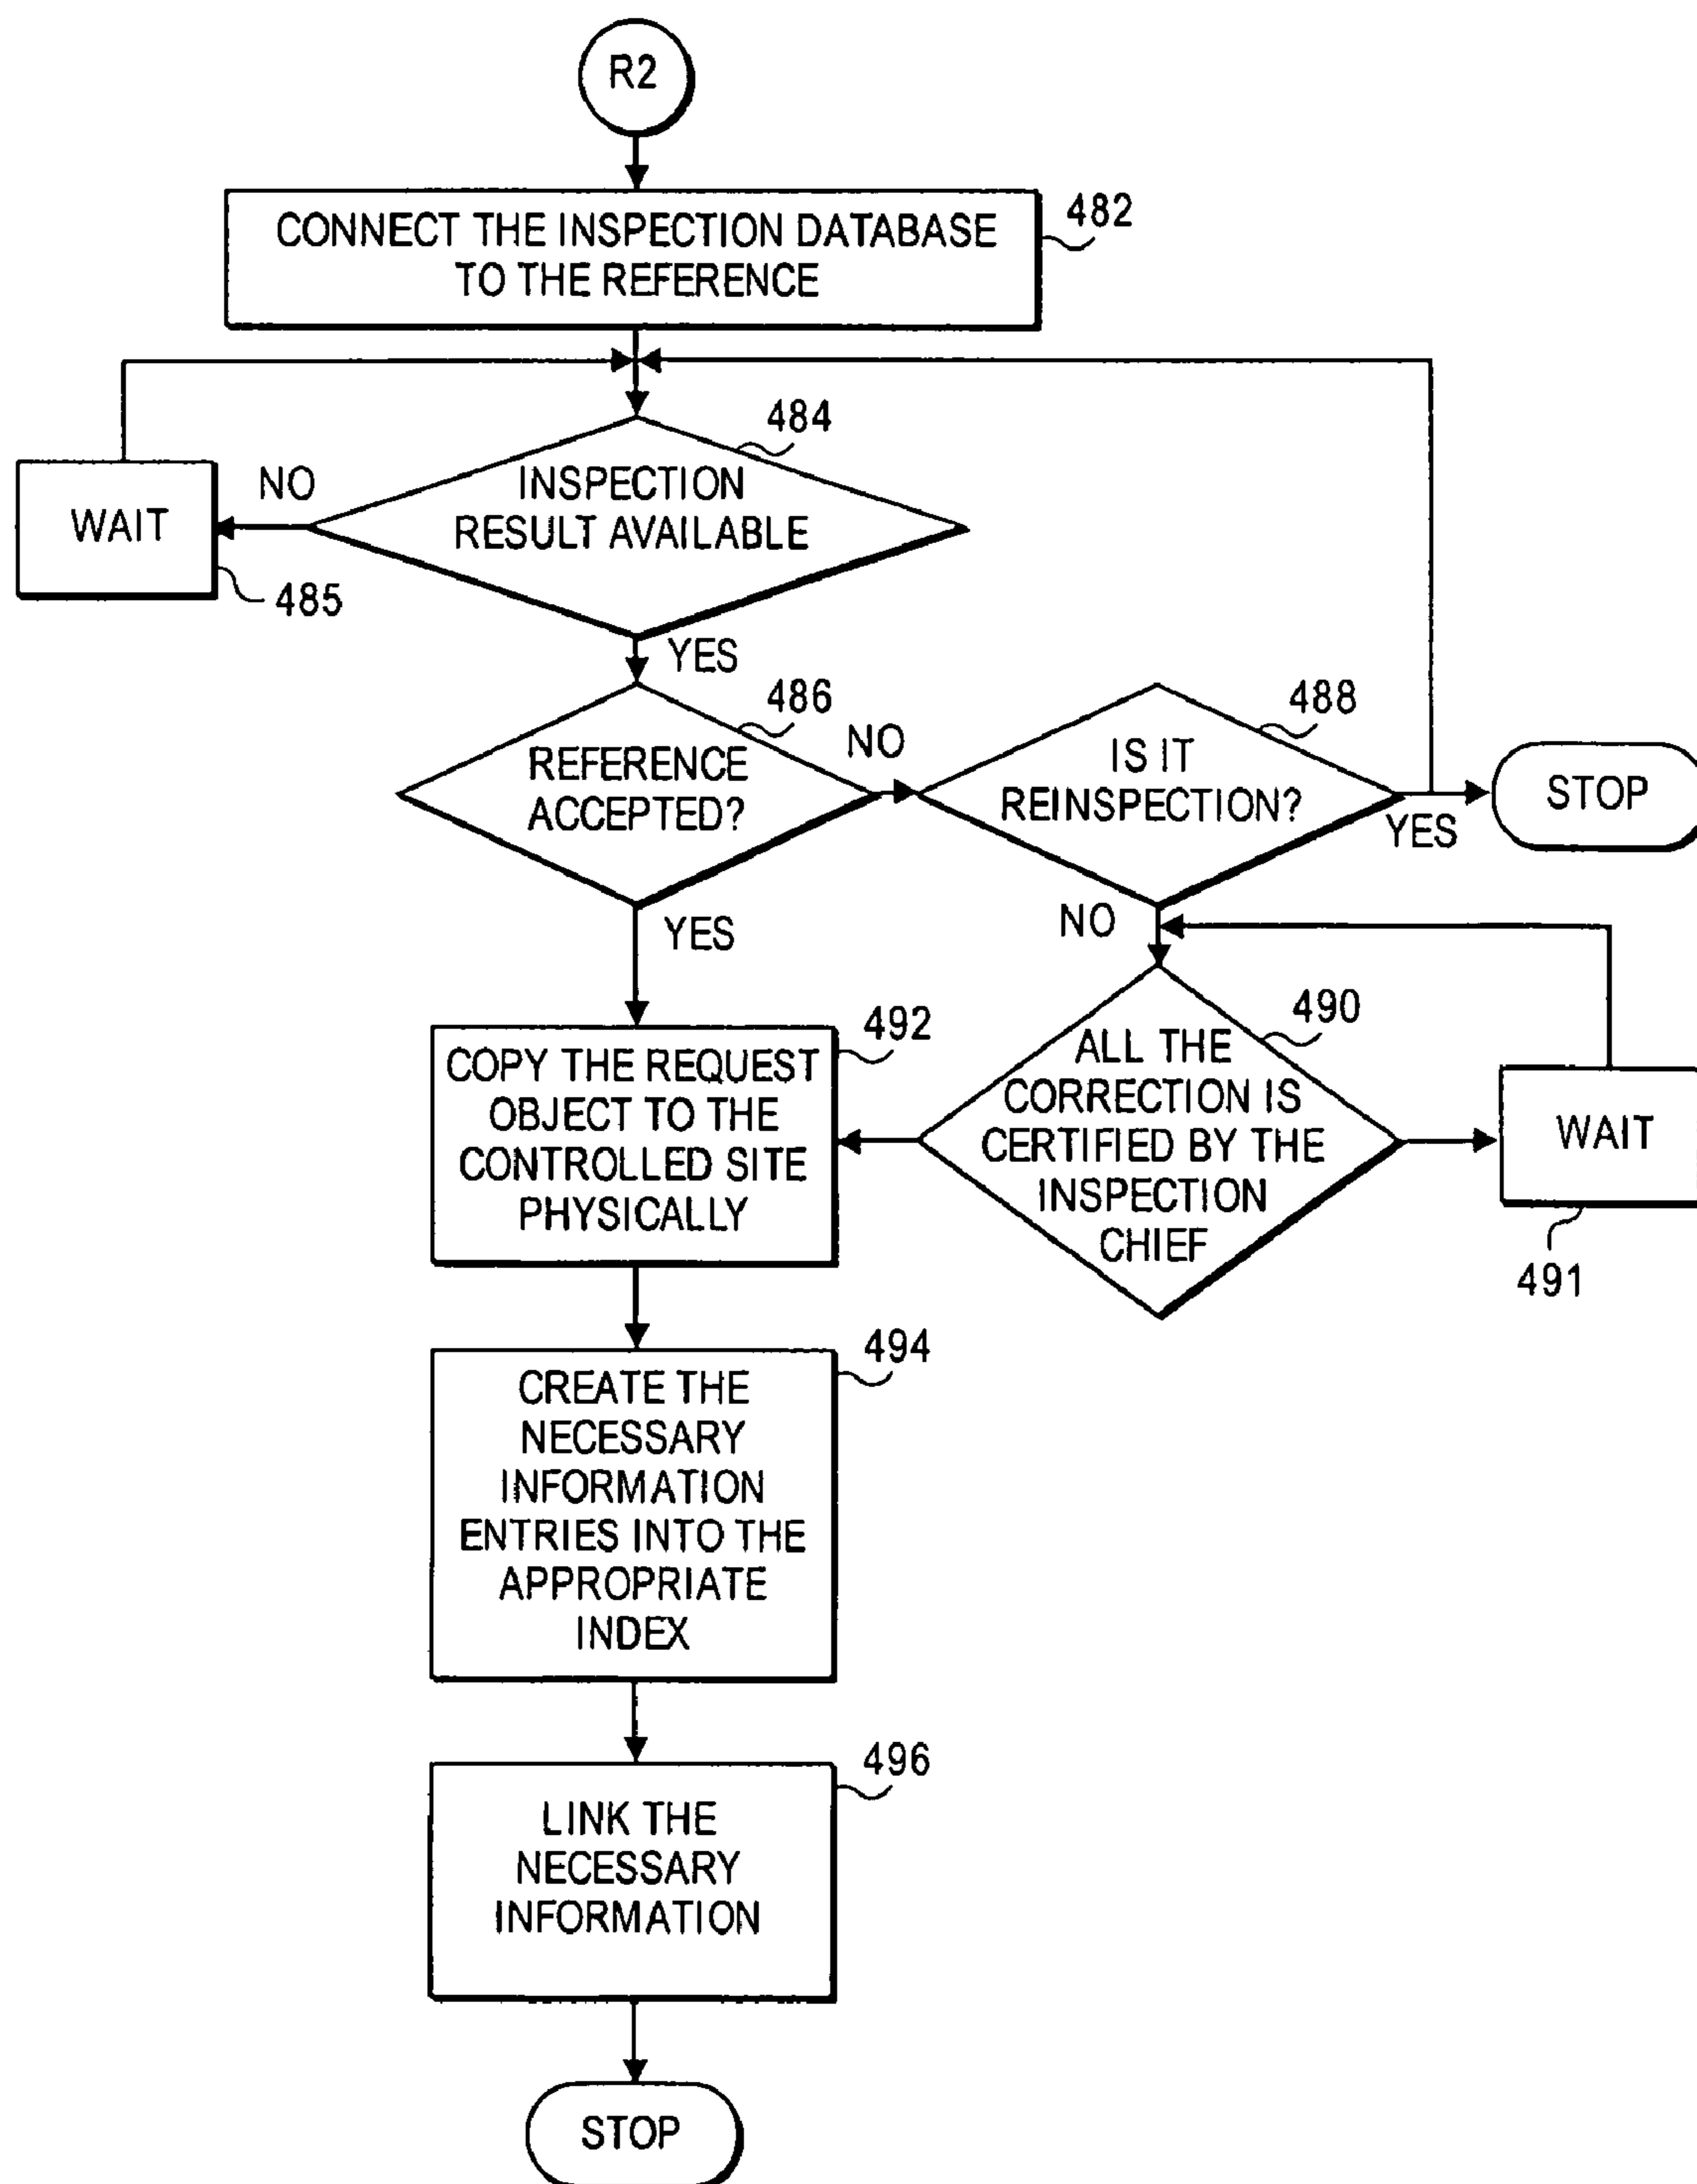 R2
CONNECT THE INSPECTION DATABASE
TO THE REFERENCE
482
484
INSPECTION
RESULT AVAILABLE
NO
WAIT
485
YES
486
REFERENCE
ACCEPTED?
NO
488
IS IT
REINSPECTION?
YES
STOP
YES
NO
490
ALL THE
CORRECTION IS
CERTIFIED BY THE
INSPECTION
CHIEF
WAIT
491
492
COPY THE REQUEST
OBJECT TO THE
CONTROLLED SITE
PHYSICALLY
494
CREATE THE
NECESSARY
INFORMATION
ENTRIES INTO THE
APPROPRIATE
INDEX
496
LINK THE
NECESSARY
INFORMATION
STOP